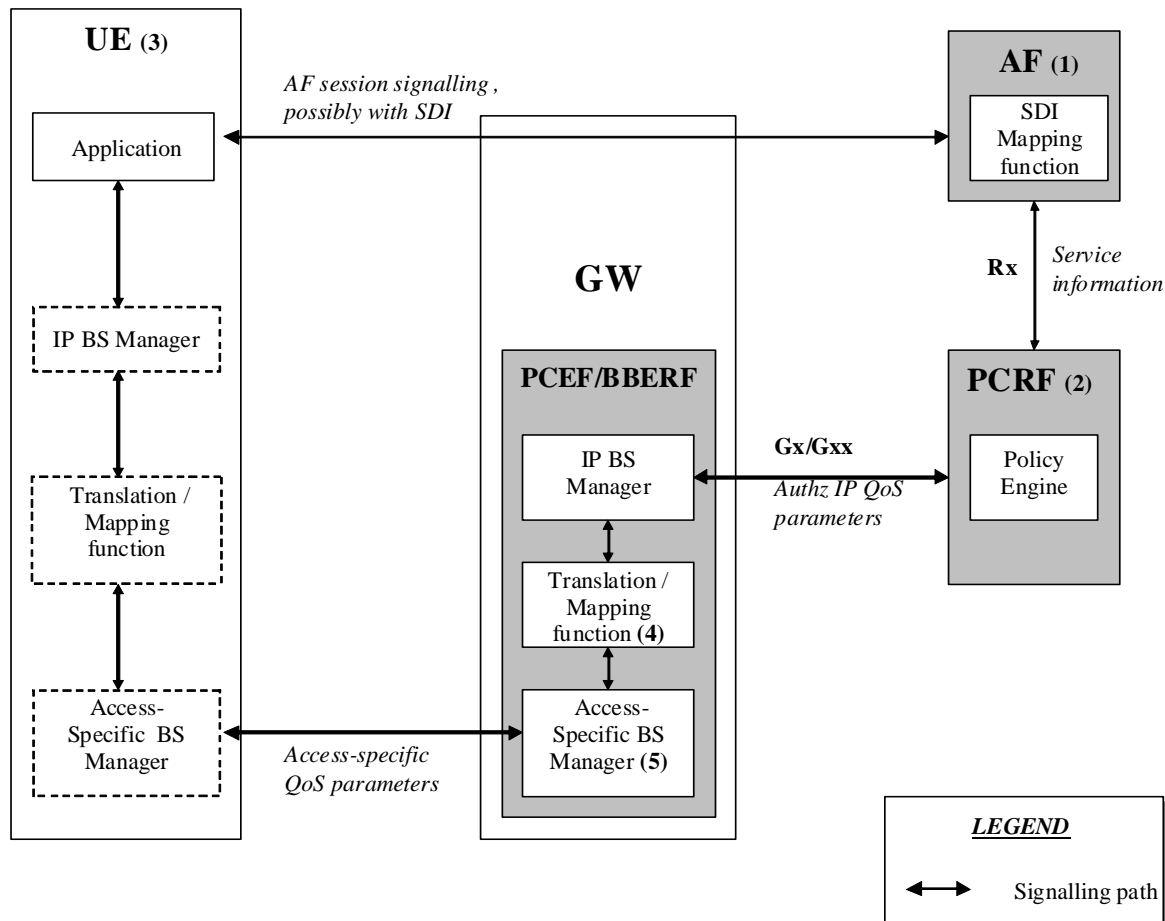 UE (3)
AF (1)
AF session signalling ,
possibly with SDI
SDI
Mapping
function
Application
GW
Rx
Service
information
IP BS Manager
PCEF/BBERF
PCRF (2)
IP BS
Manager
Gx/Gxx
Authz IP QoS
parameters
Policy
Engine
Translation /
Mapping
function
Translation /
Mapping
function (4)
Access-
Specific BS
Manager
Access-specific
QoS parameters
Access-
Specific BS
Manager (5)
LEGEND
Signalling path